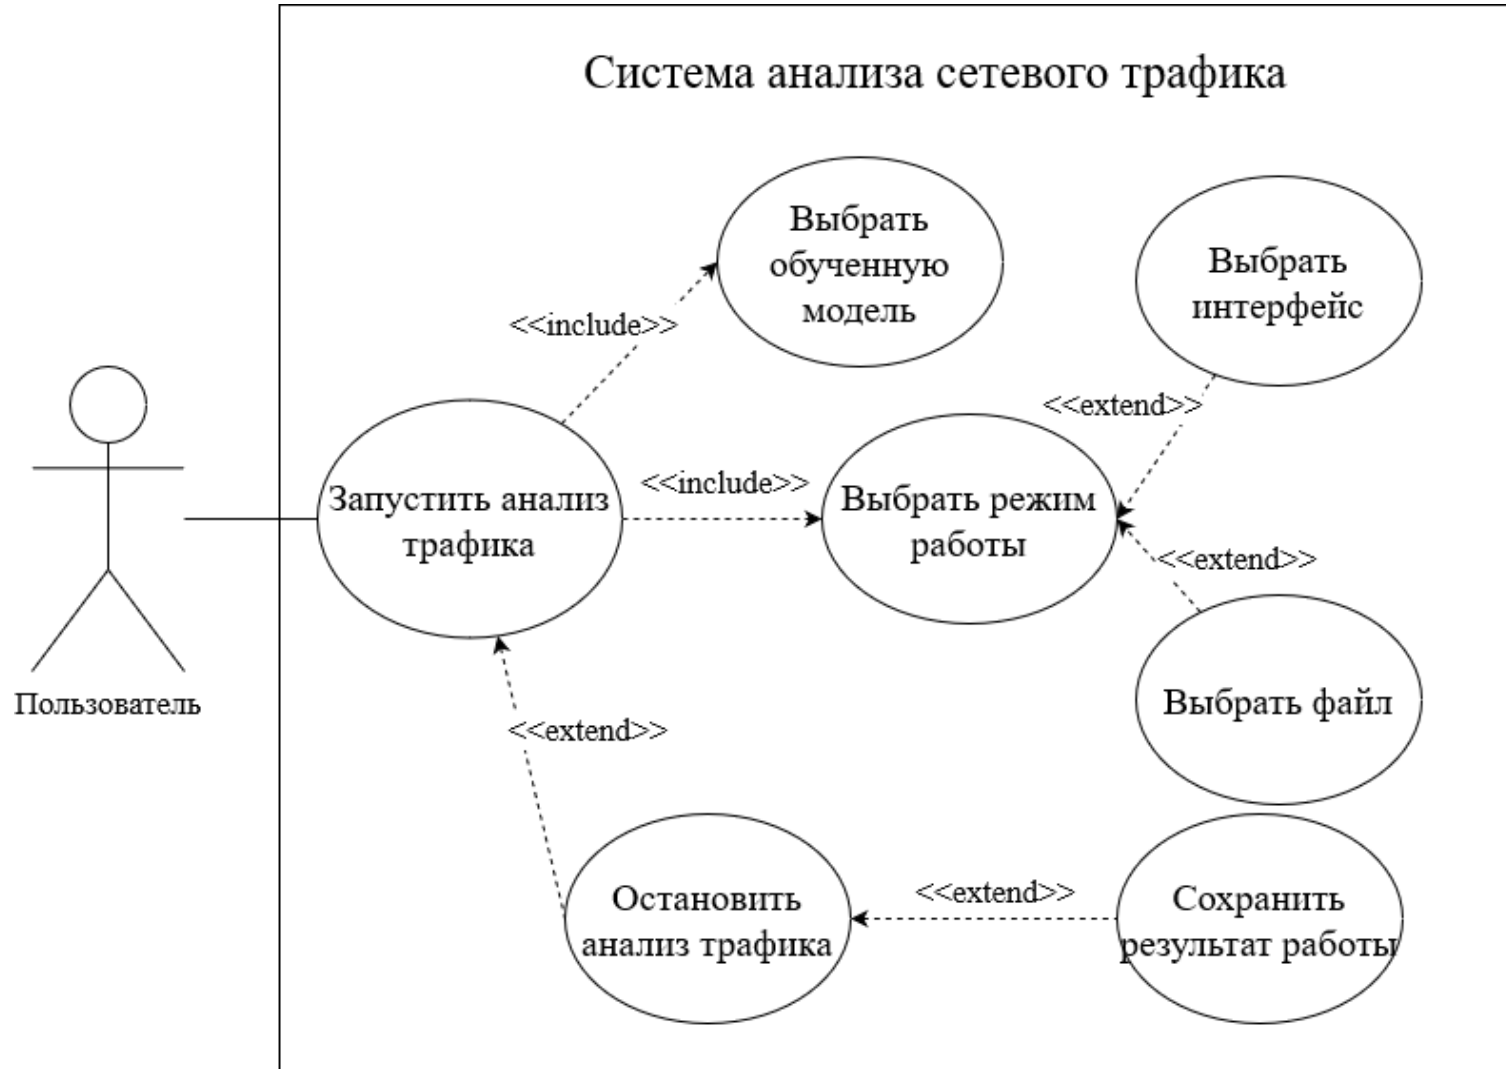 Система анализа сетевого трафика
Выбрать
обученную
модель
Выбрать
интерфейс
<<include>>
<<extend>>
<<include>>
Запустить анализ
трафика
Выбрать режим
работы
<<extend>>
Выбрать файл
Пользователь
<<extend>>
Остановить
анализ трафика
<<extend>>
Сохранить
результат работы